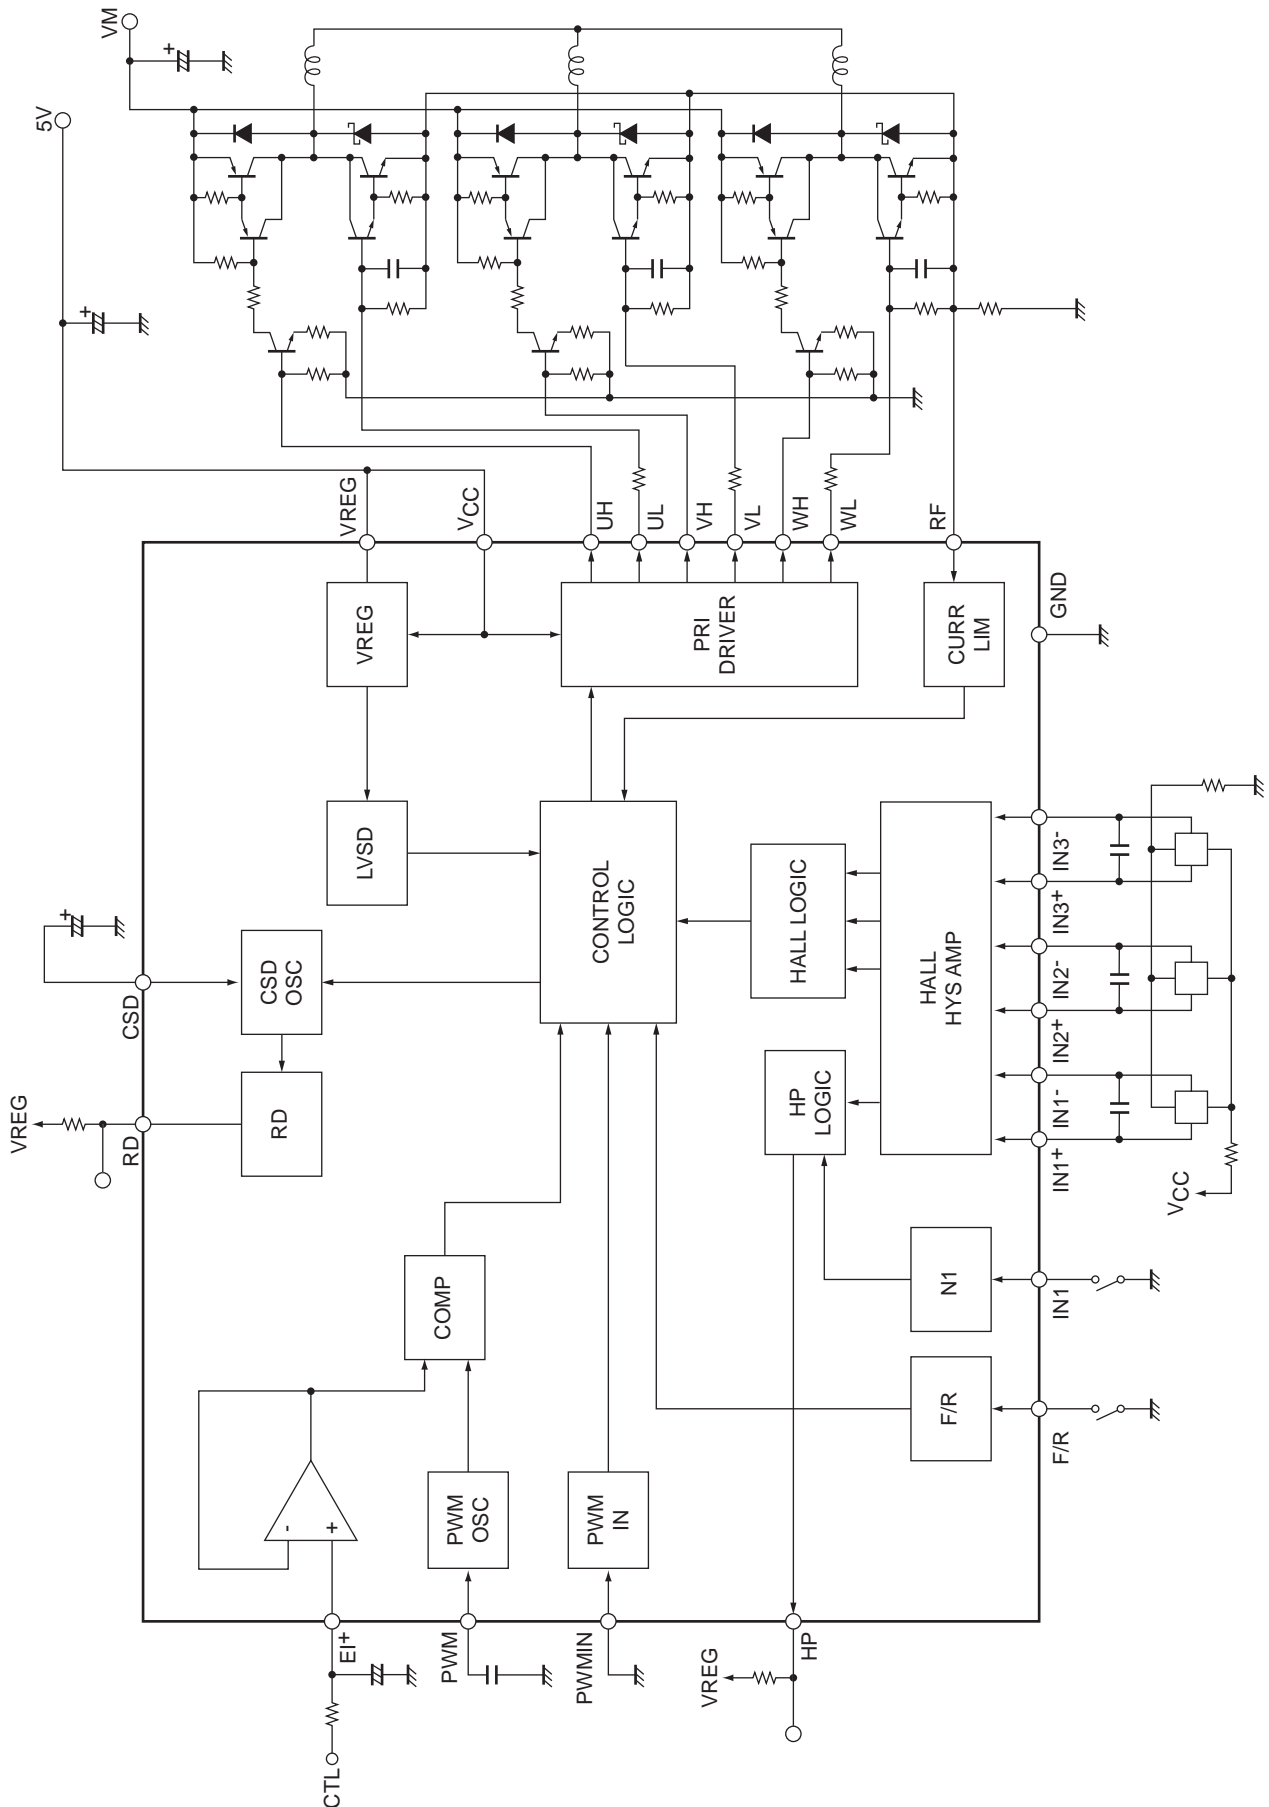 VM
5V
+
+
VREG
VCC
UH
UL
VH
VL
WH
WL
RF
VREG
PRI
DRIVER
CURR
LIM
GND
LVSD
CONTROL
LOGIC
HALL LOGIC
HALL
HYS AMP
IN3-
IN3+
IN2-
IN2+
IN1-
IN1+
VCC
+
CSD
CSD
OSC
RD
RD
VREG
HP
LOGIC
COMP
N1
IN1
F/R
F/R
-
+
PWM
OSC
PWM
IN
EI+
PWM
PWMIN
HP
VREG
CTL